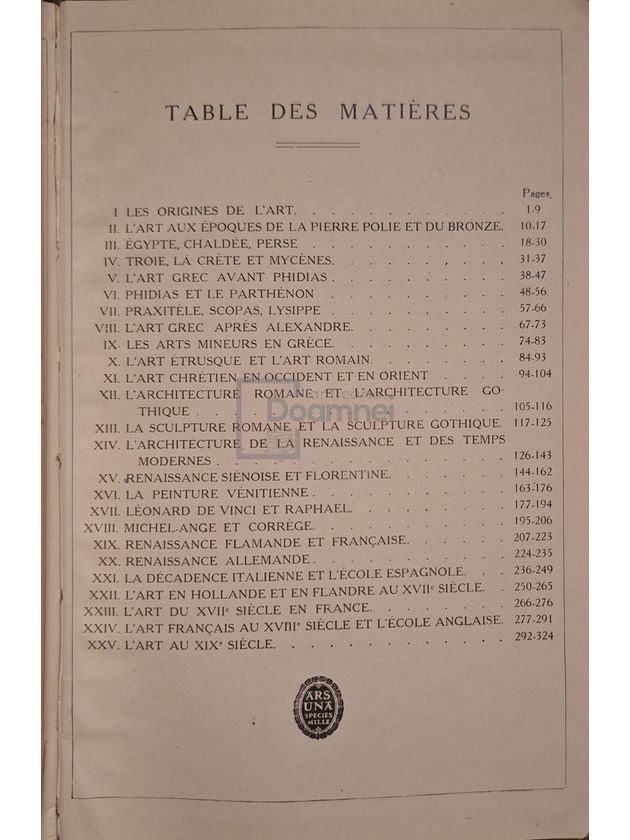 TABLE DES MATIÈRES
Pages.
I LES ORIGINES DE L'ART. . . . . . . . . . . . 1-9
II. L'ART AUX ÉPOQUES DE LA PIERRE POLIE ET DU BRONZE. 10-17
III. ÉGYPTE, CHALDÉE, PERSE . . . . . . . . . . . 18-30
IV. TROIE, LA CRÈTE ET MYCÈNES. . . . . . . . . . 31-37
V. L'ART GREC AVANT PHIDIAS . . . . . . . . . . 38-47
VI. PHIDIAS ET LE PARTHÉNON . . . . . . . . . . 48-56
VII. PRAXITÈLE, SCOPAS, LYSIPPE . . . . . . . . . . 57-66
VIII. L'ART GREC APRÈS ALEXANDRE. . . . . . . . . 67-73
IX. LES ARTS MINEURS EN GRÈCE. . . . . . . . . . 74-83
X. L'ART ÉTRUSQUE ET L'ART ROMAIN. . . . . . . . 84-93
XI. L'ART CHRÉTIEN EN OCCIDENT ET EN ORIENT . . . . 94-104
XII. L'ARCHITECTURE ROMANE ET L'ARCHITECTURE GO-
THIQUE . . . . . . . . . . . . . . . . 105-116
XIII. LA SCULPTURE ROMANE ET LA SCULPTURE GOTHIQUE. 117-125
XIV. L'ARCHITECTURE DE LA RENAISSANCE ET DES TEMPS
MODERNES . . . . . . . . . . . . . . . 126-143
XV. RENAISSANCE SIÉNOISE ET FLORENTINE. . . . . . . 144-162
XVI. LA PEINTURE VÉNITIENNE . . . . . . . . . . . 163-176
XVII. LÉONARD DE VINCI ET RAPHAEL. . . . . . . . . 177-194
XVIII. MICHEL-ANGE ET CORRÈGE. . . . . . . . . . . 195-206
XIX. RENAISSANCE FLAMANDE ET FRANÇAISE. . . . . . 207-223
XX. RENAISSANCE ALLEMANDE. . . . . . . . . . . 224-235
XXI. LA DÉCADENCE ITALIENNE ET L'ÉCOLE ESPAGNOLE. . . 236-249
XXII. L'ART EN HOLLANDE ET EN FLANDRE AU XVIIe SIÈCLE. . 250-265
XXIII. L'ART DU XVIIe SIÈCLE EN FRANCE. . . . . . . . 266-276
XXIV. L'ART FRANÇAIS AU XVIIIe SIÈCLE ET L'ÉCOLE ANGLAISE. 277-291
XXV. L'ART AU XIXe SIÈCLE. . . . . . . . . . . . . 292-324
ARS
UNA
SPECIES
MILLE